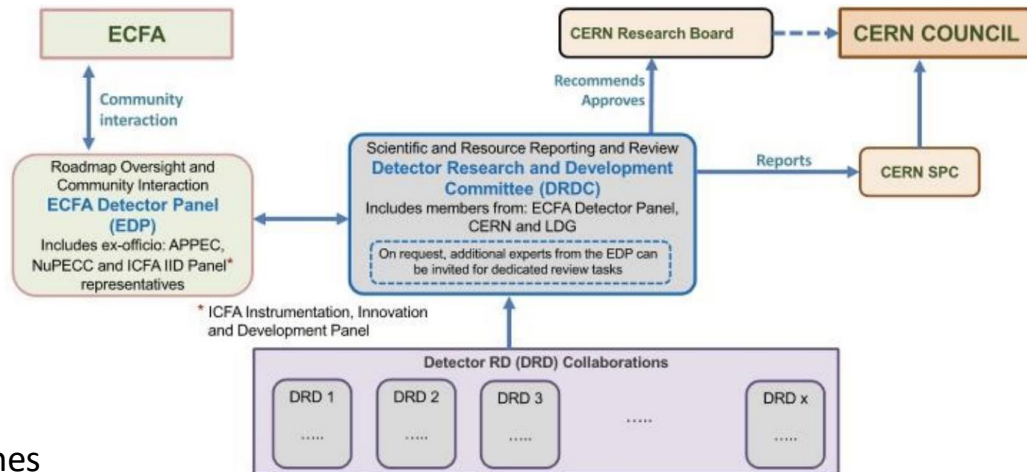 ECFA
CERN Research Board
CERN COUNCIL
Community
interaction
Recommends
Approves
Roadmap Oversight and
Community Interaction
ECFA Detector Panel
(EDP)
Includes ex-officio: APPEC,
NuPECC and ICFA IID Panel*
representatives
Scientific and Resource Reporting and Review
Detector Research and Development
Committee (DRDC)
Includes members from: ECFA Detector Panel,
CERN and LDG
On request, additional experts from the EDP can
be invited for dedicated review tasks
Reports
CERN SPC
* ICFA Instrumentation, Innovation
and Development Panel
Detector RD (DRD) Collaborations
DRD 1
.....
DRD 2
.....
DRD 3
.....
.....
DRD x
.....